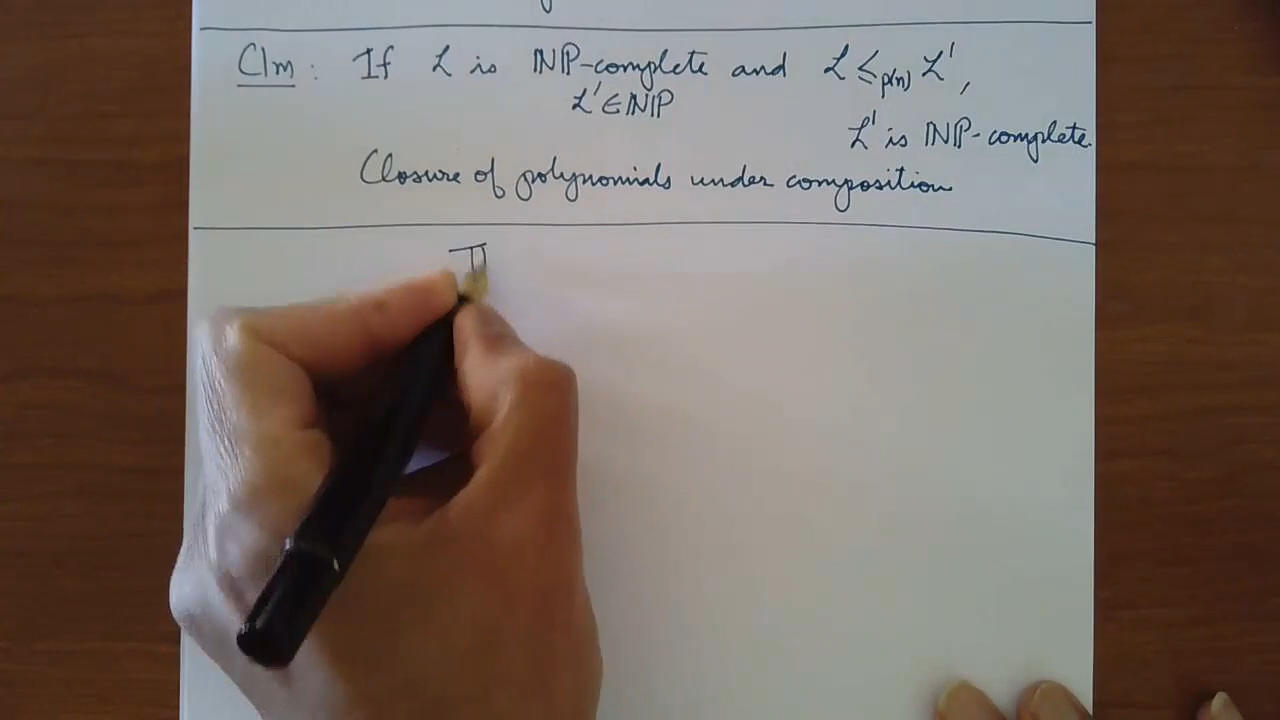 Clm: If L is NP-complete and L ≤p(n) L',
L' ∈ NP
L' is NP-complete.
Closure of polynomials under composition